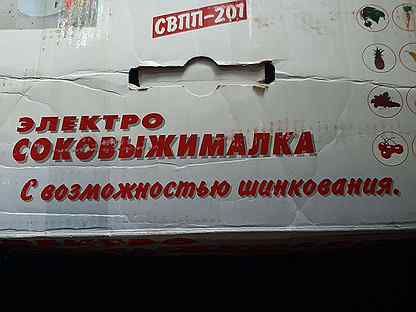 СВПП-201
ЭЛЕКТРО
СОКОВЫЖИМАЛКА
С возможностью шинкования.